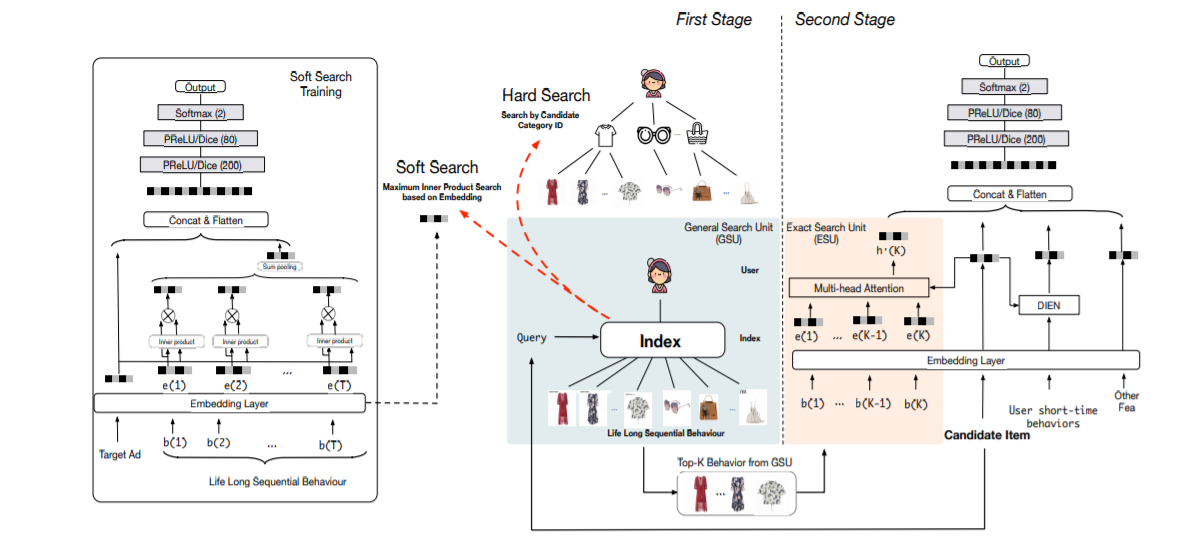 First Stage
Second Stage
Soft Search
Training
Output
Softmax (2)
PReLU/Dice (80)
PReLU/Dice (200)
Concat & Flatten
Sum pooling
Inner product
Inner product
Inner product
e(1)
e(2)
...
e(T)
Embedding Layer
Target Ad
b(1)
b(2)
...
b(T)
Life Long Sequential Behaviour
Hard Search
Search by Candidate
Category ID
Soft Search
Maximum Inner Product Search
based on Embedding
...
...
...
General Search Unit
(GSU)
User
Query
Index
Index
...
...
Life Long Sequential Behaviour
Top-K Behavior from GSU
...
Exact Search Unit
(ESU)
Output
Softmax (2)
PReLU/Dice (80)
PReLU/Dice (200)
Concat & Flatten
h·(K)
Multi-head Attention
DIEN
e(1)
...
e(K-1)
e(K)
Embedding Layer
b(1)
...
b(K-1)
b(K)
User short-time
behaviors
Other
Fea
Candidate Item